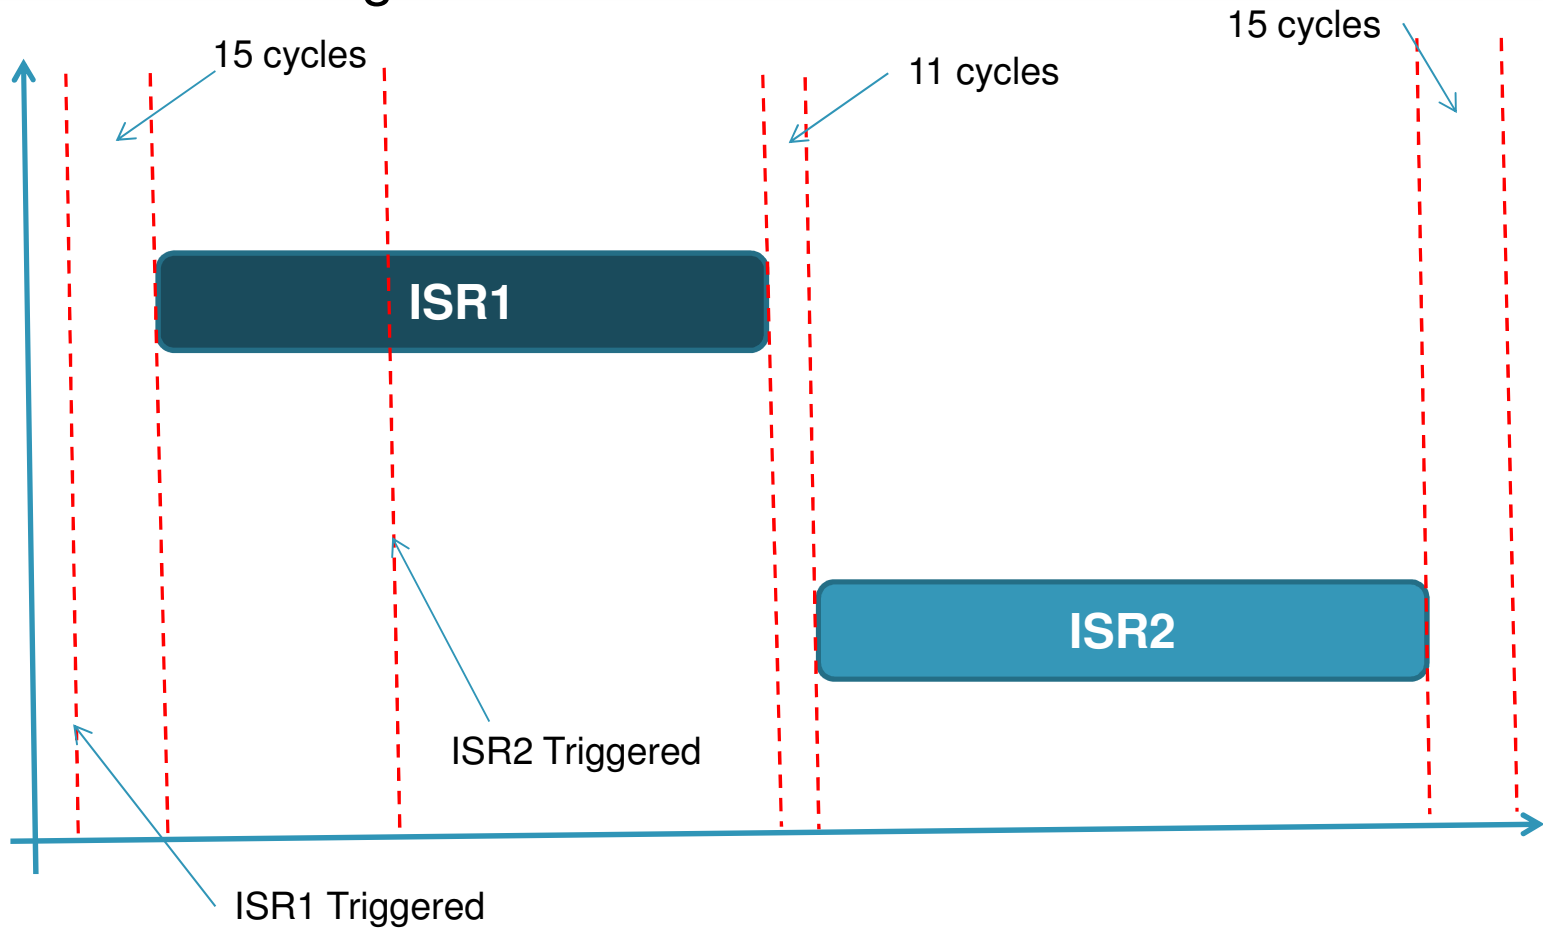 15 cycles
15 cycles
11 cycles
ISR1
ISR2
ISR2 Triggered
ISR1 Triggered